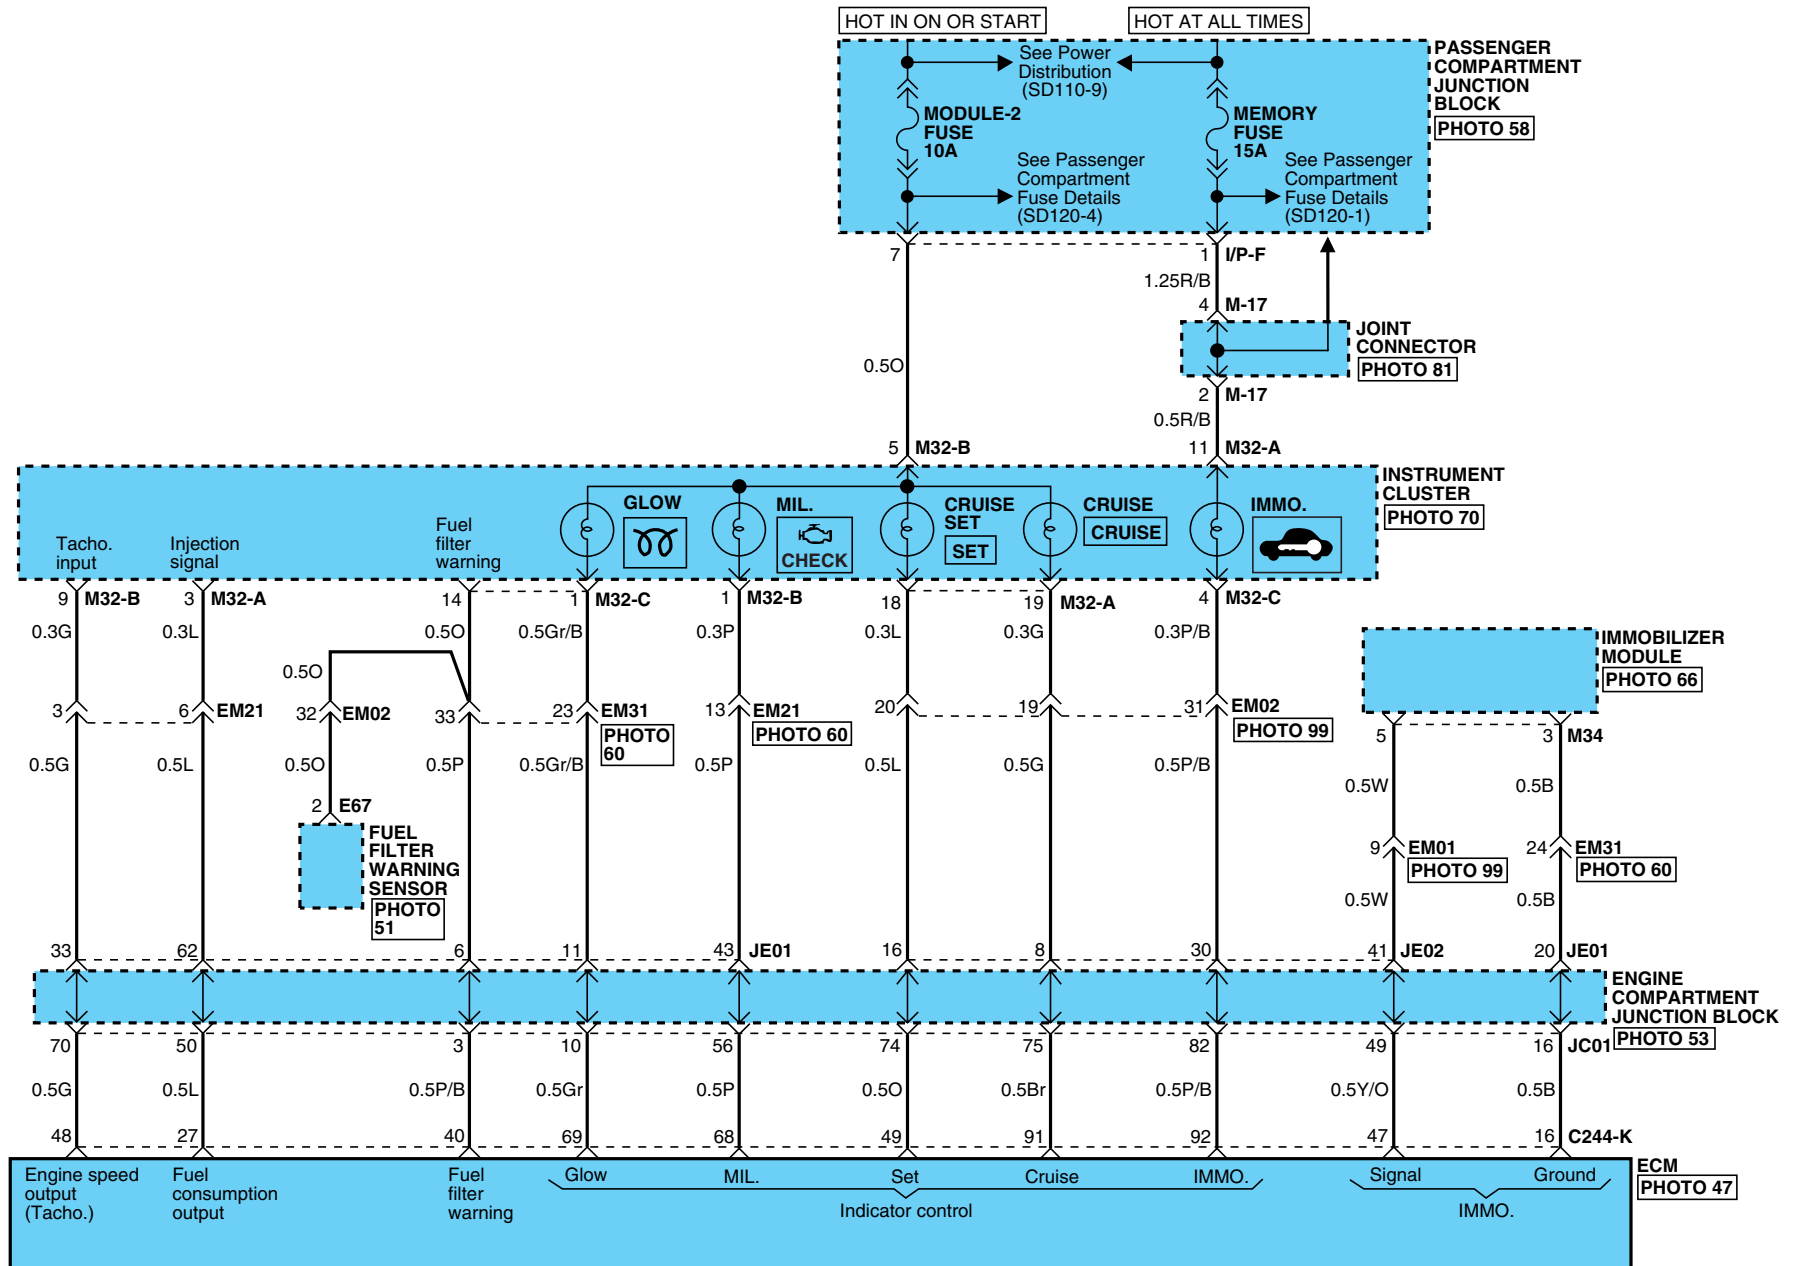 HOT IN ON OR START
HOT AT ALL TIMES
See Power
Distribution
(SD110-9)
PASSENGER
COMPARTMENT
JUNCTION
BLOCK
PHOTO 58
MODULE-2
FUSE
10A
MEMORY
FUSE
15A
See Passenger
Compartment
Fuse Details
(SD120-4)
See Passenger
Compartment
Fuse Details
(SD120-1)
7
1
I/P-F
1.25R/B
4
M-17
0.5O
JOINT
CONNECTOR
PHOTO 81
2
M-17
0.5R/B
5
M32-B
11
M32-A
INSTRUMENT
CLUSTER
PHOTO 70
Tacho.
input
Injection
signal
Fuel
filter
warning
GLOW
MIL.
CHECK
CRUISE
SET
SET
CRUISE
CRUISE
IMMO.
9
M32-B
3
M32-A
14
1
M32-C
1
M32-B
18
19
M32-A
4
M32-C
0.3G
0.3L
0.5O
0.5Gr/B
0.3P
0.3L
0.3G
0.3P/B
IMMOBILIZER
MODULE
PHOTO 66
0.5O
3
6
EM21
32
EM02
33
23
EM31
PHOTO
60
13
EM21
PHOTO 60
20
19
31
EM02
PHOTO 99
5
3
M34
0.5G
0.5L
0.5O
0.5P
0.5Gr/B
0.5P
0.5L
0.5G
0.5P/B
0.5W
0.5B
2
E67
FUEL
FILTER
WARNING
SENSOR
PHOTO
51
9
EM01
PHOTO 99
24
EM31
PHOTO 60
0.5W
0.5B
33
62
6
11
43
JE01
16
8
30
41
JE02
20
JE01
ENGINE
COMPARTMENT
JUNCTION BLOCK
PHOTO 53
70
50
3
10
56
74
75
82
49
16
JC01
0.5G
0.5L
0.5P/B
0.5Gr
0.5P
0.5O
0.5Br
0.5P/B
0.5Y/O
0.5B
48
27
40
69
68
49
91
92
47
16
C244-K
Engine speed
output
(Tacho.)
Fuel
consumption
output
Fuel
filter
warning
Glow
MIL.
Set
Cruise
IMMO.
Indicator control
Signal
Ground
IMMO.
ECM
PHOTO 47